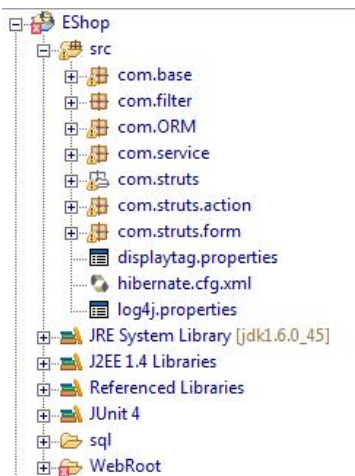 EShop
src
com.base
com.filter
com.ORM
com.service
com.struts
com.struts.action
com.struts.form
displaytag.properties
hibernate.cfg.xml
log4j.properties
JRE System Library [jdk1.6.0_45]
J2EE 1.4 Libraries
Referenced Libraries
JUnit 4
sql
WebRoot